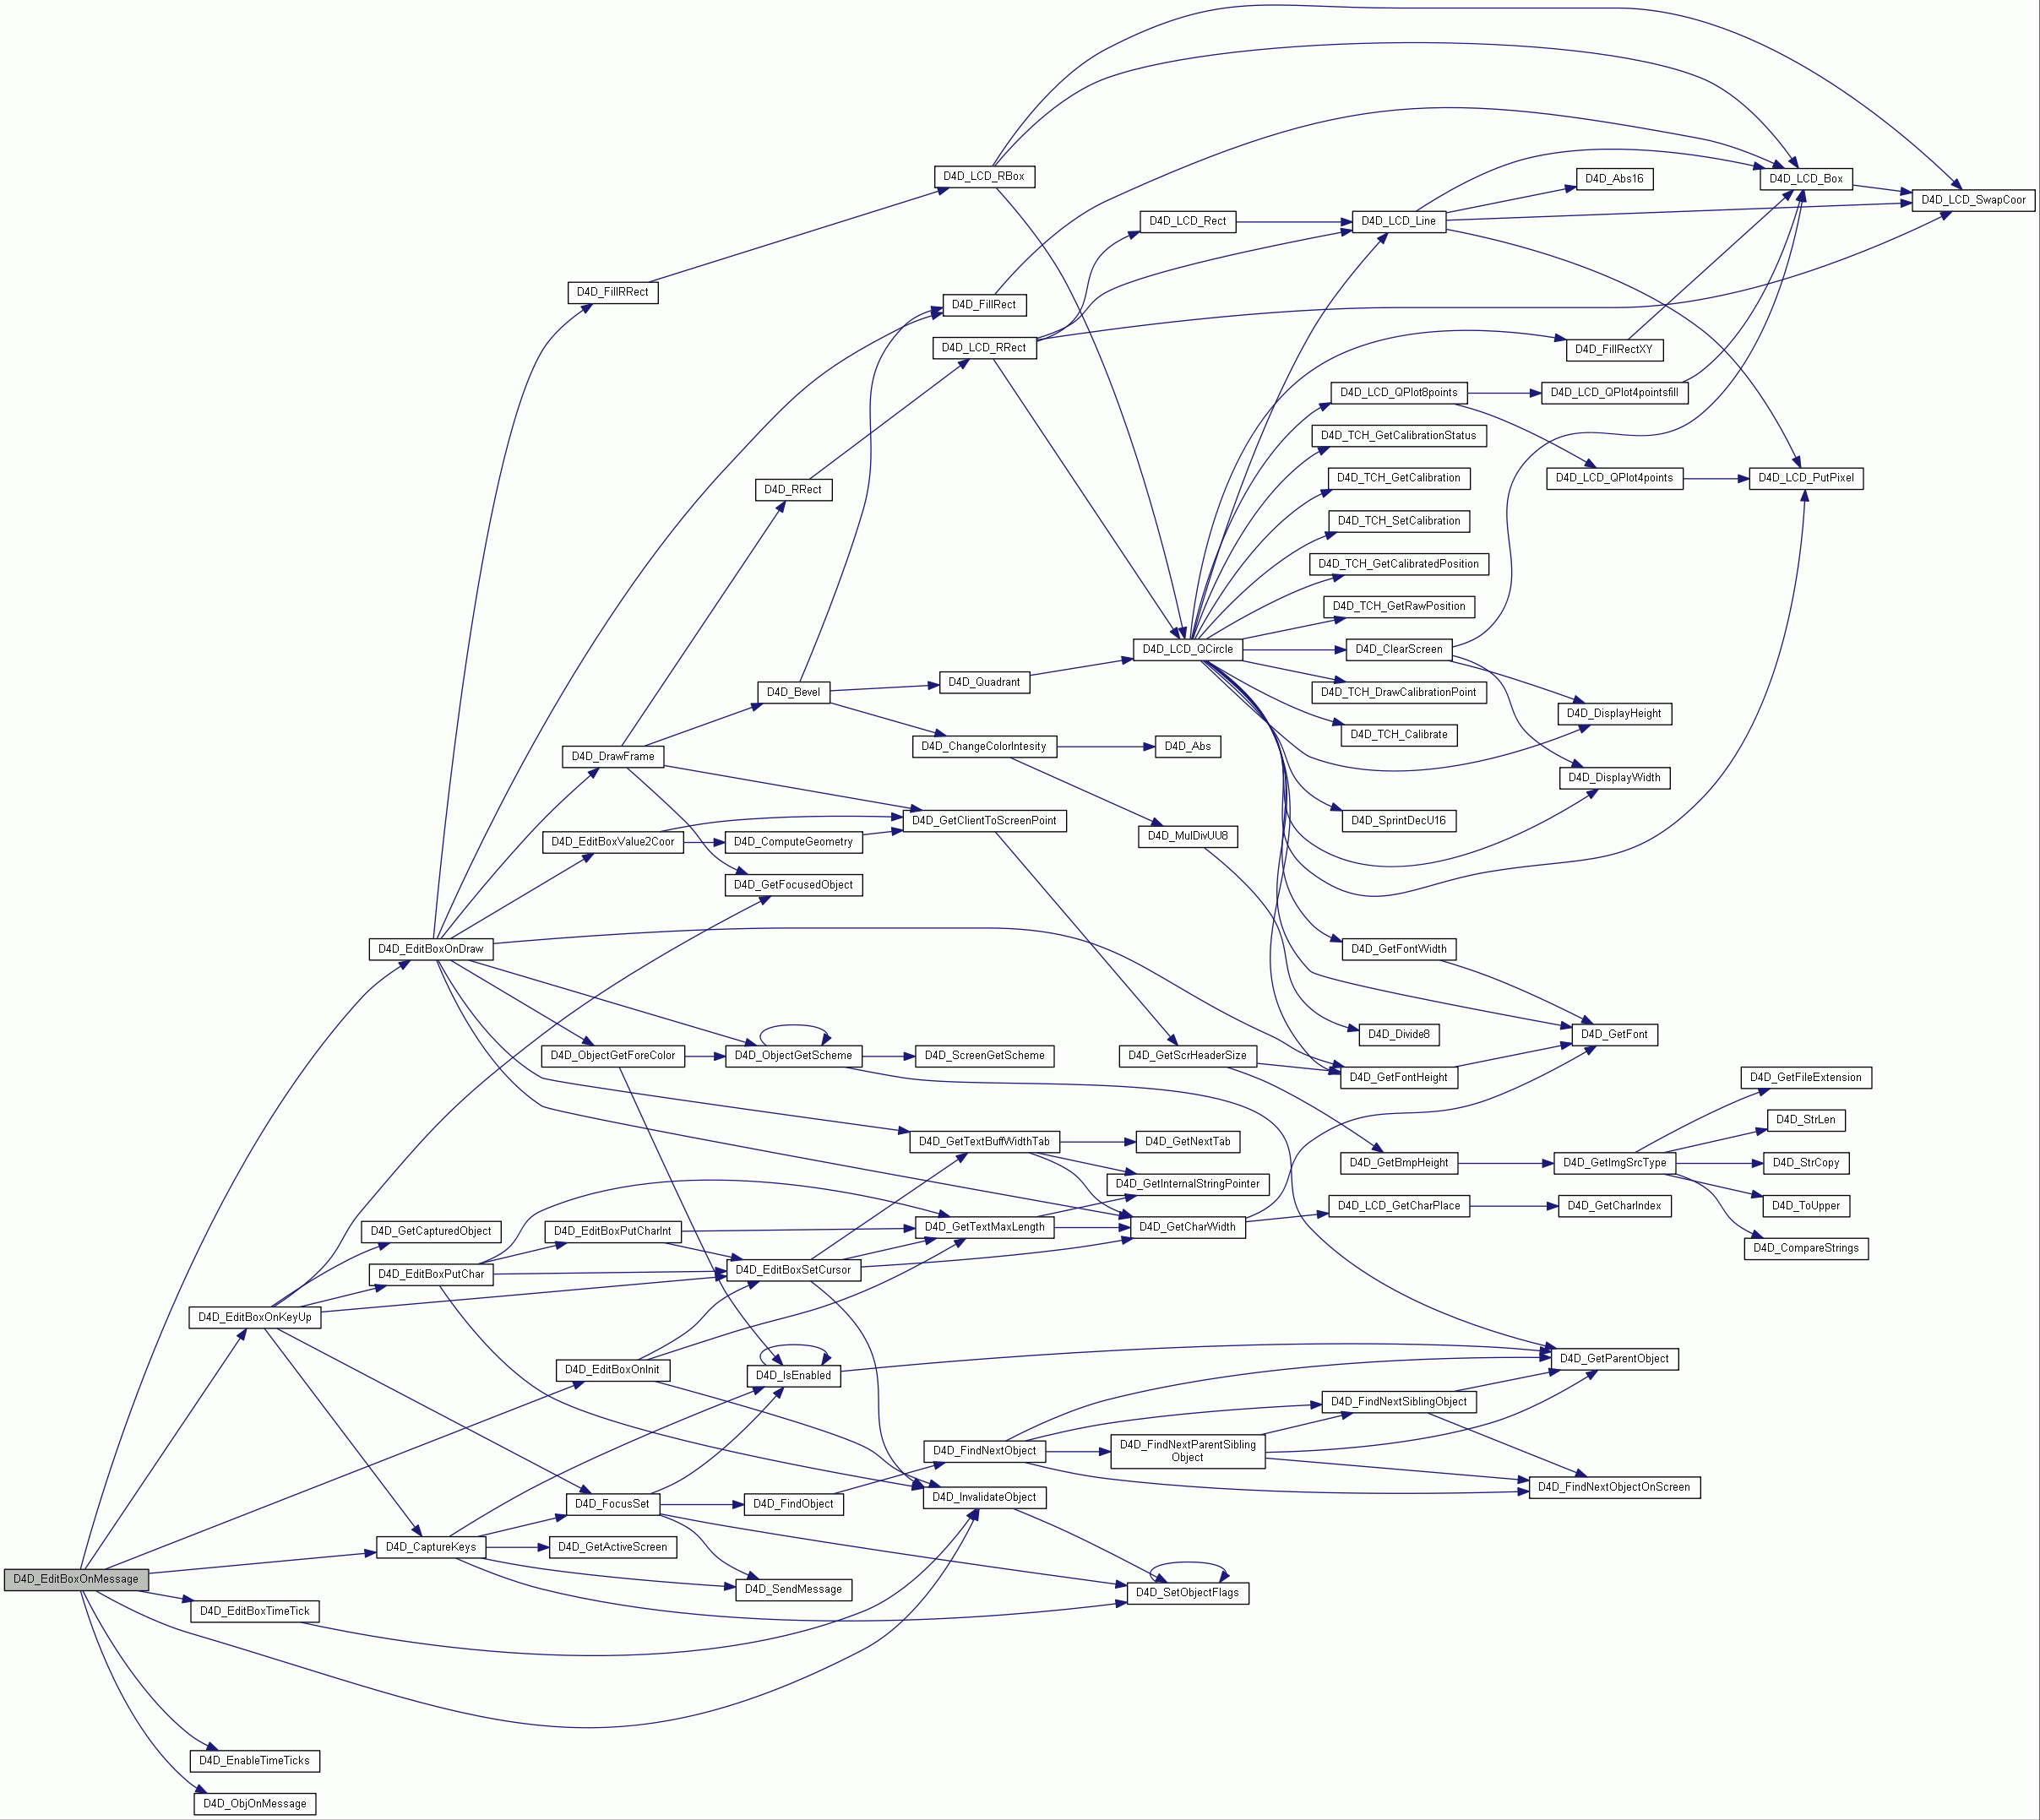 D4D_LCD_RBox
D4D_Abs16
D4D_LCD_Box
D4D_LCD_SwapCoor
D4D_LCD_Rect
D4D_LCD_Line
D4D_FillRRect
D4D_FillRect
D4D_LCD_RRect
D4D_FillRectXY
D4D_LCD_QPlot8points
D4D_LCD_QPlot4pointsfill
D4D_TCH_GetCalibrationStatus
D4D_RRect
D4D_TCH_GetCalibration
D4D_LCD_QPlot4points
D4D_LCD_PutPixel
D4D_TCH_SetCalibration
D4D_TCH_GetCalibratedPosition
D4D_TCH_GetRawPosition
D4D_LCD_QCircle
D4D_ClearScreen
D4D_Bevel
D4D_Quadrant
D4D_TCH_DrawCalibrationPoint
D4D_DisplayHeight
D4D_TCH_Calibrate
D4D_DrawFrame
D4D_ChangeColorIntesity
D4D_Abs
D4D_DisplayWidth
D4D_GetClientToScreenPoint
D4D_SprintDecU16
D4D_EditBoxValue2Coor
D4D_ComputeGeometry
D4D_MulDivUU8
D4D_GetFocusedObject
D4D_EditBoxOnDraw
D4D_GetFontWidth
D4D_Divide8
D4D_GetFont
D4D_ObjectGetForeColor
D4D_ObjectGetScheme
D4D_ScreenGetScheme
D4D_GetScrHeaderSize
D4D_GetFontHeight
D4D_GetFileExtension
D4D_StrLen
D4D_GetTextBuffWidthTab
D4D_GetNextTab
D4D_GetBmpHeight
D4D_GetImgSrcType
D4D_StrCopy
D4D_GetInternalStringPointer
D4D_LCD_GetCharPlace
D4D_GetCharIndex
D4D_ToUpper
D4D_GetCapturedObject
D4D_EditBoxPutCharInt
D4D_GetTextMaxLength
D4D_GetCharWidth
D4D_CompareStrings
D4D_EditBoxPutChar
D4D_EditBoxSetCursor
D4D_EditBoxOnKeyUp
D4D_EditBoxOnInit
D4D_IsEnabled
D4D_GetParentObject
D4D_FindNextSiblingObject
D4D_FindNextObject
D4D_FindNextParentSibling
Object
D4D_FindNextObjectOnScreen
D4D_FocusSet
D4D_FindObject
D4D_InvalidateObject
D4D_CaptureKeys
D4D_GetActiveScreen
D4D_EditBoxOnMessage
D4D_SendMessage
D4D_SetObjectFlags
D4D_EditBoxTimeTick
D4D_EnableTimeTicks
D4D_ObjOnMessage